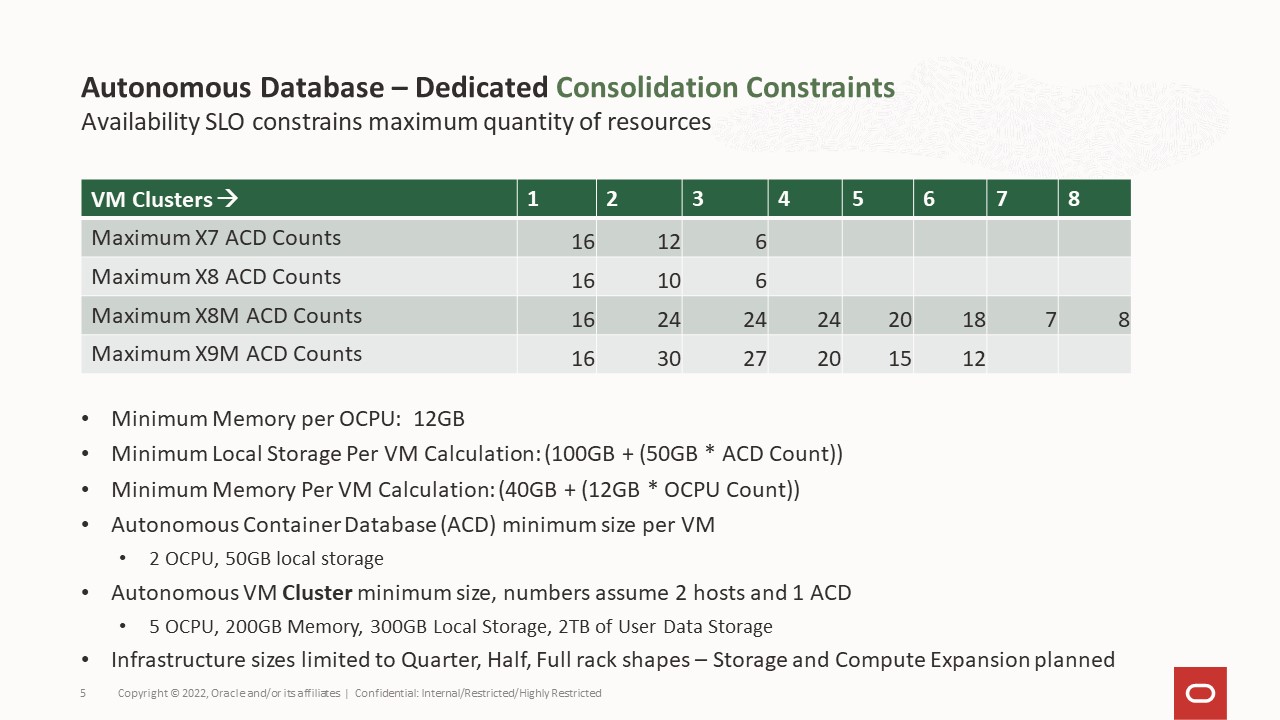 Autonomous Database – Dedicated Consolidation Constraints
Availability SLO constrains maximum quantity of resources
VM Clusters → 1 2 3 4 5 6 7 8
Maximum X7 ACD Counts 16 12 6
Maximum X8 ACD Counts 16 10 6
Maximum X8M ACD Counts 16 24 24 24 20 18 7 8
Maximum X9M ACD Counts 16 30 27 20 15 12
• Minimum Memory per OCPU: 12GB
• Minimum Local Storage Per VM Calculation: (100GB + (50GB * ACD Count))
• Minimum Memory Per VM Calculation: (40GB + (12GB * OCPU Count))
• Autonomous Container Database (ACD) minimum size per VM
• 2 OCPU, 50GB local storage
• Autonomous VM Cluster minimum size, numbers assume 2 hosts and 1 ACD
• 5 OCPU, 200GB Memory, 300GB Local Storage, 2TB of User Data Storage
• Infrastructure sizes limited to Quarter, Half, Full rack shapes – Storage and Compute Expansion planned
5 Copyright © 2022, Oracle and/or its affiliates | Confidential: Internal/Restricted/Highly Restricted